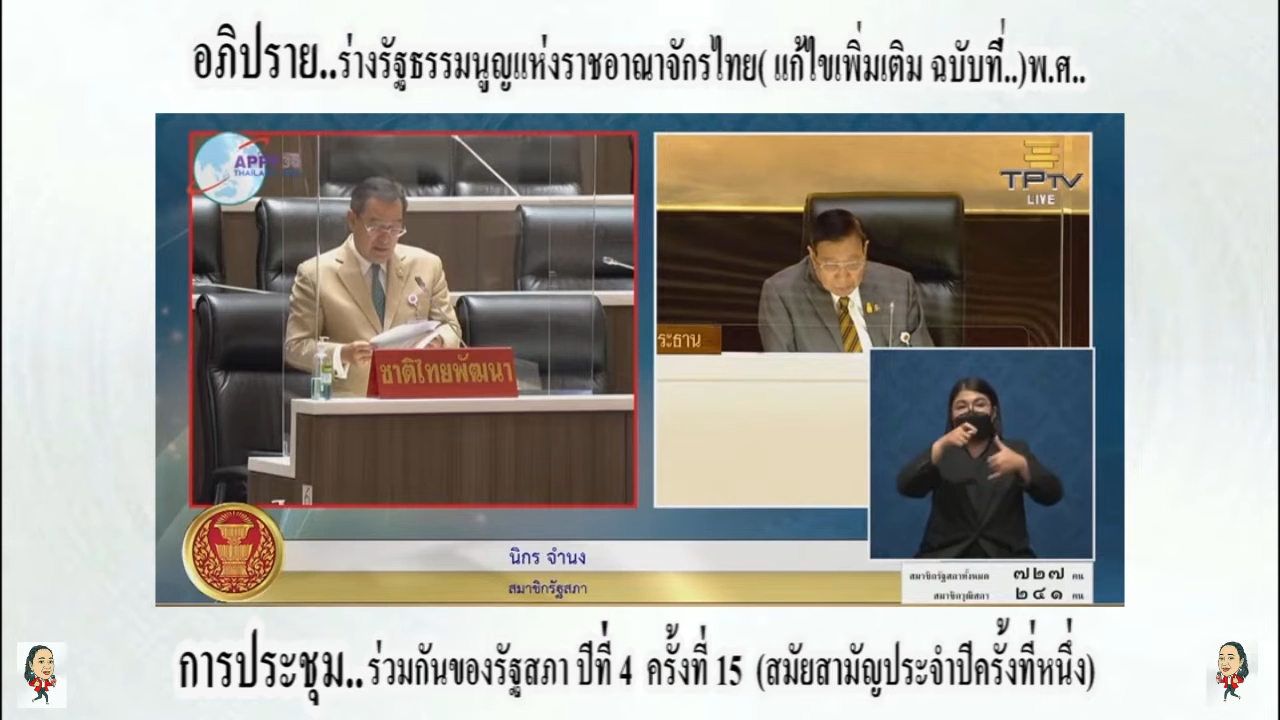 อภิปราย..ร่างรัฐธรรมนูญแห่งราชอาณาจักรไทย( แก้ไขเพิ่มเติม ฉบับที่..)พ.ศ..
TPTV
LIVE
ระธาน
ชาติไทยพัฒนา
นิกร จำนง
สมาชิกรัฐสภา
สมาชิกรัฐสภาทั้งหมด ๗๒๗ คน
สมาชิกวุฒิสภา ๒๔๑ คน
การประชุม..ร่วมกันของรัฐสภา ปีที่ 4 ครั้งที่ 15 (สมัยสามัญประจำปีครั้งที่หนึ่ง)